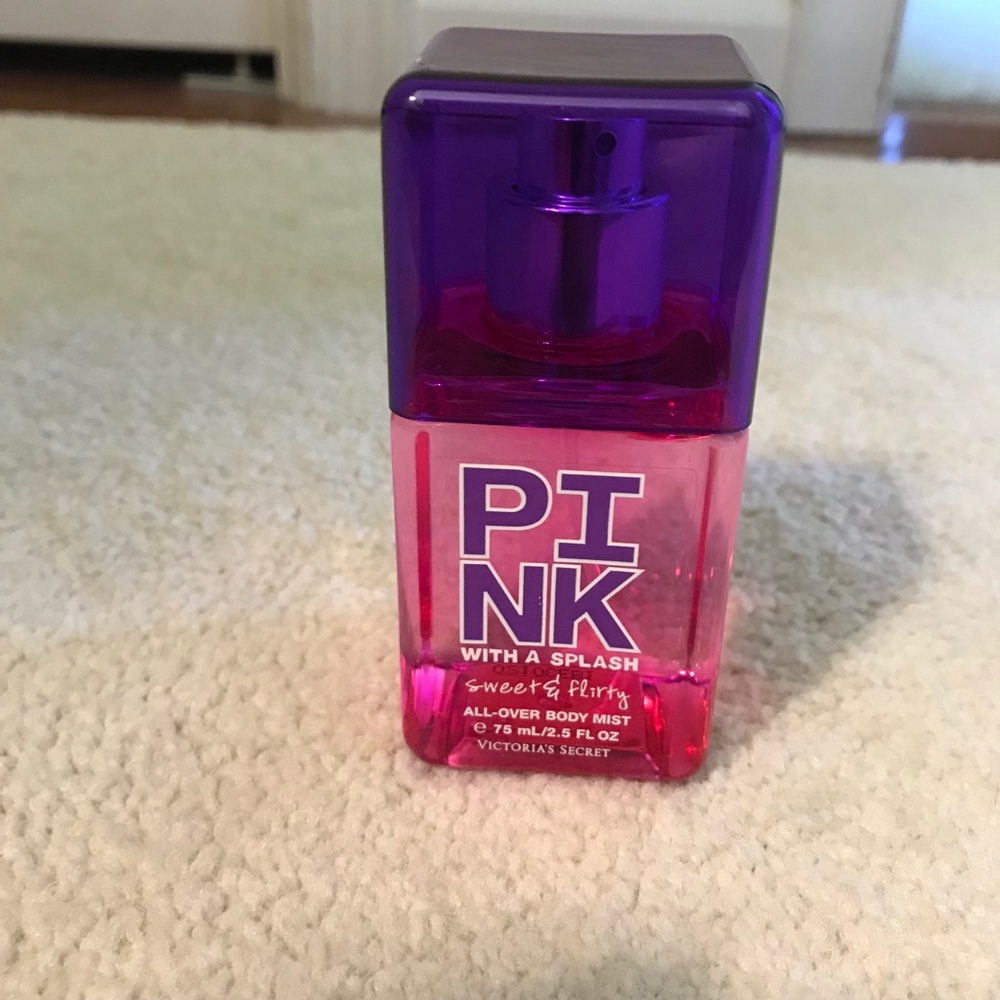 PI
NK
WITH A SPLASH
sweet & flirty
ALL-OVER BODY MIST
e 75 mL/2.5 FL OZ
VICTORIA'S SECRET